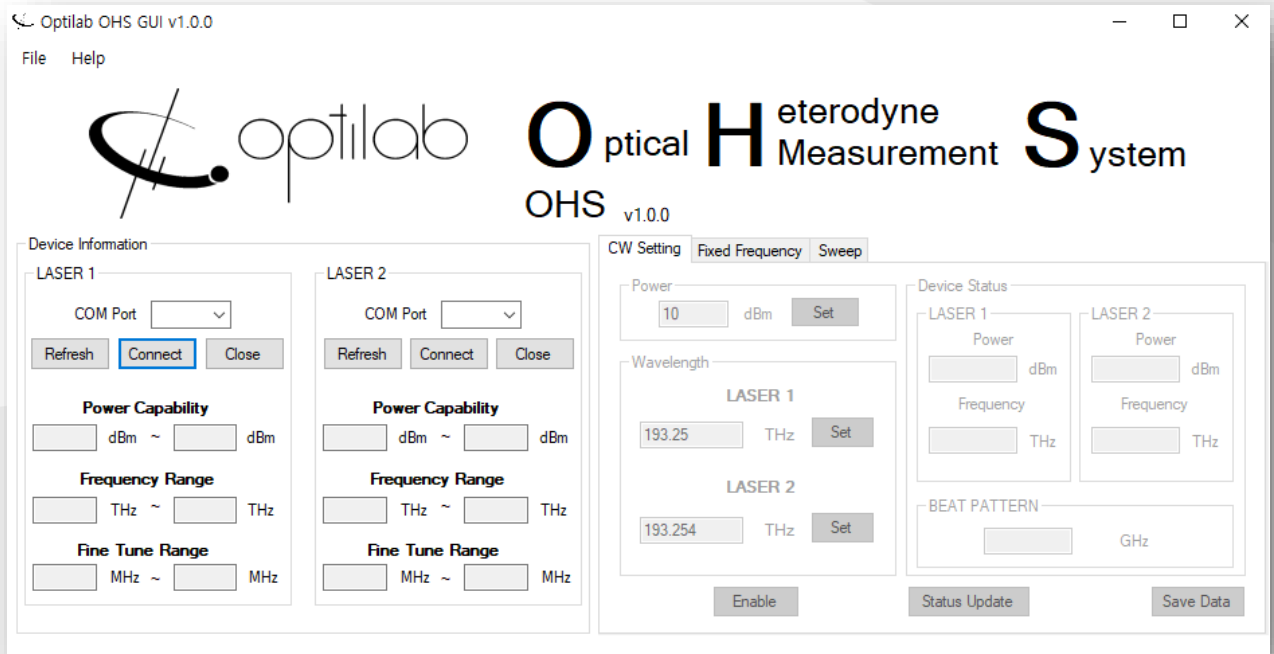 Optilab OHS GUI v1.0.0
File Help
optilab
Optical Heterodyne Measurement System
OHS v1.0.0
Device Information
LASER 1
COM Port
Refresh Connect Close
Power Capability
dBm ~ dBm
Frequency Range
THz ~ THz
Fine Tune Range
MHz ~ MHz
LASER 2
COM Port
Refresh Connect Close
Power Capability
dBm ~ dBm
Frequency Range
THz ~ THz
Fine Tune Range
MHz ~ MHz
CW Setting Fixed Frequency Sweep
Power
10 dBm Set
Wavelength
LASER 1
193.25 THz Set
LASER 2
193.254 THz Set
Device Status
LASER 1
Power
dBm
Frequency
THz
LASER 2
Power
dBm
Frequency
THz
BEAT PATTERN
GHz
Enable Status Update Save Data